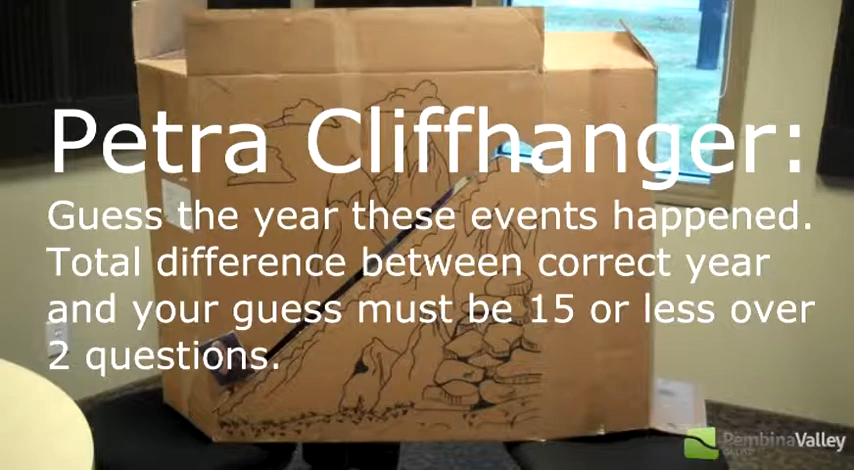 Petra Cliffhanger:
Guess the year these events happened.
Total difference between correct year
and your guess must be 15 or less over
2 questions.
PembinaValley